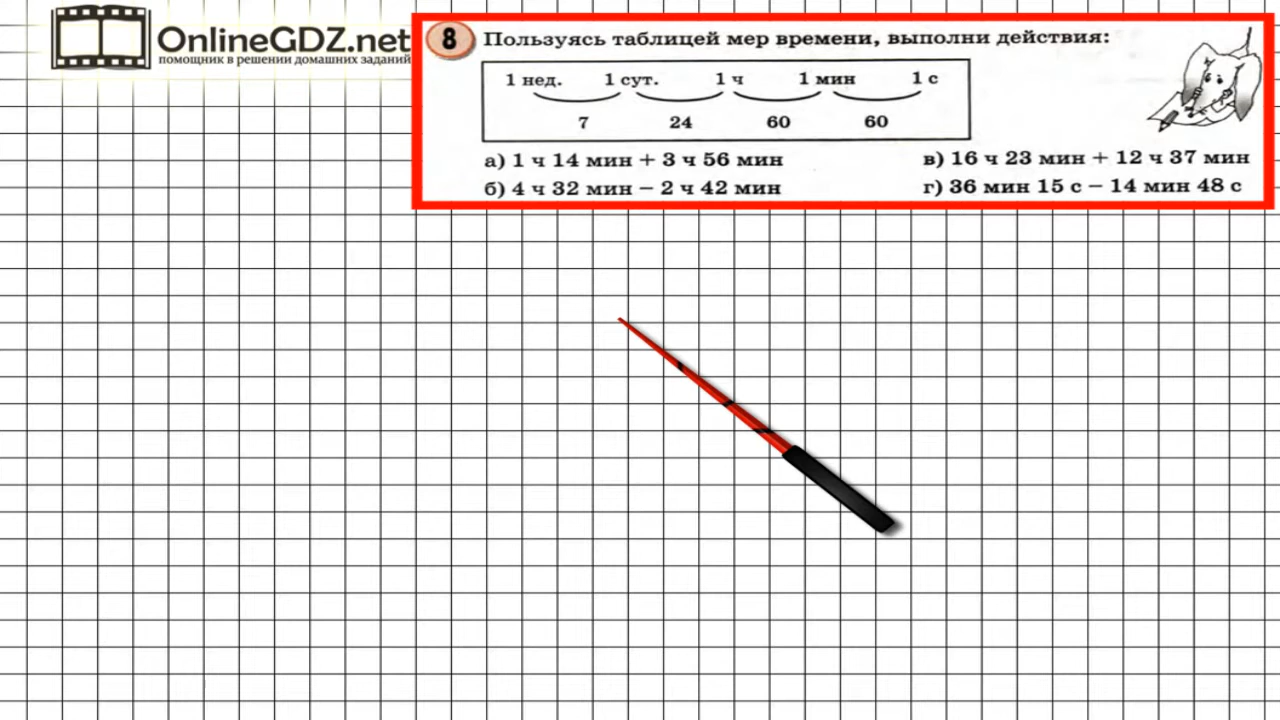 OnlineGDZ.net
помощник в решении домашних заданий
8 Пользуясь таблицей мер времени, выполни действия:
1 нед. 1 сут. 1 ч 1 мин 1 с
7 24 60 60
а) 1 ч 14 мин + 3 ч 56 мин
б) 4 ч 32 мин – 2 ч 42 мин
в) 16 ч 23 мин + 12 ч 37 мин
г) 36 мин 15 с – 14 мин 48 с